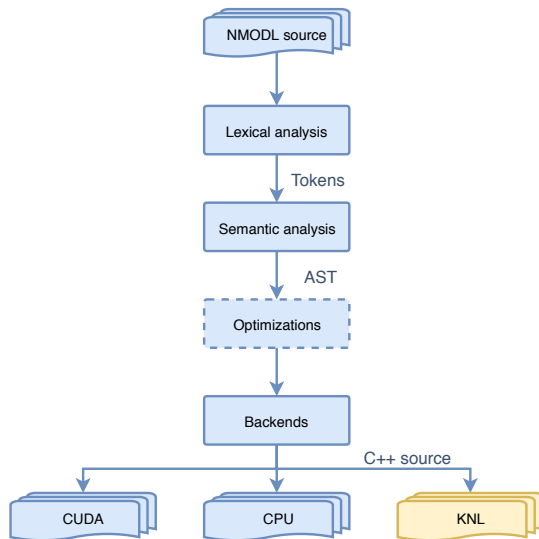 NMODL source
Lexical analysis
Tokens
Semantic analysis
AST
Optimizations
Backends
C++ source
CUDA
CPU
KNL